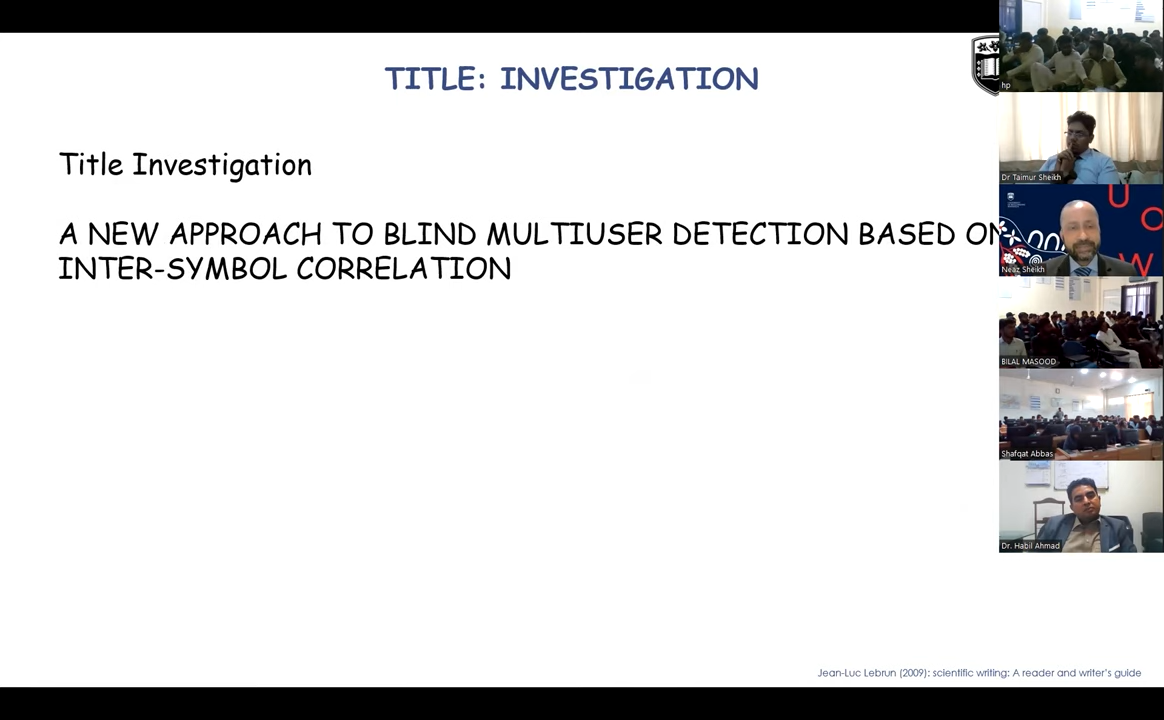 TITLE: INVESTIGATION
Title Investigation
A NEW APPROACH TO BLIND MULTIUSER DETECTION BASED ON
INTER-SYMBOL CORRELATION
hp
Dr Taimur Sheikh
U
O
W
Neaz Sheikh
BILAL MASOOD
Shafqat Abbas
Dr. Habil Ahmad
Jean-Luc Lebrun (2009): scientific writing: A reader and writer's guide